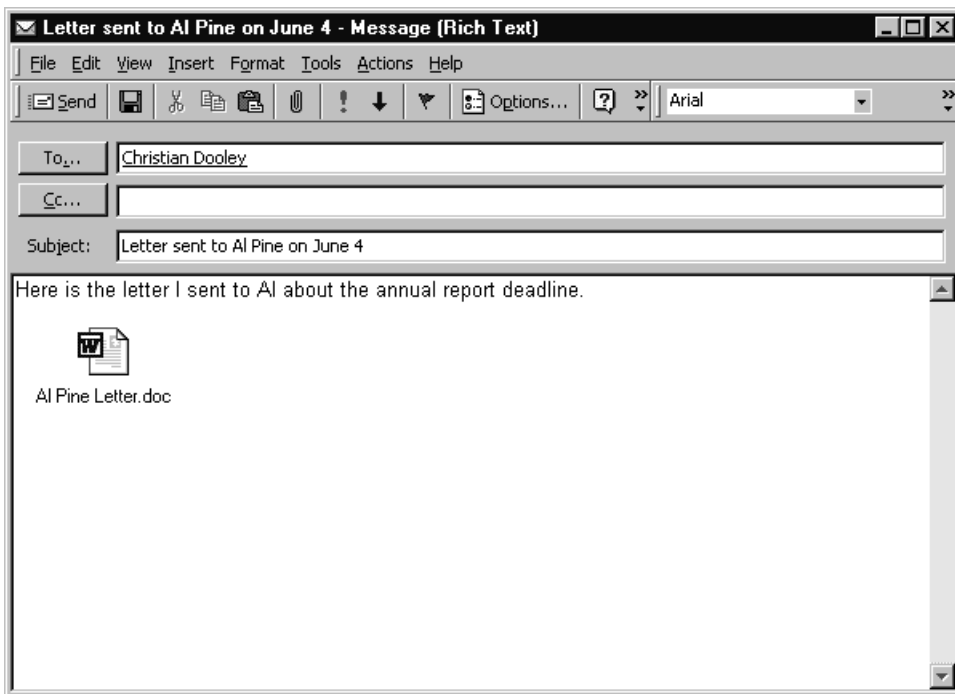 Letter sent to Al Pine on June 4 - Message (Rich Text)
File Edit View Insert Format Tools Actions Help
Send Options... Arial
To... Christian Dooley
Cc...
Subject: Letter sent to Al Pine on June 4
Here is the letter I sent to Al about the annual report deadline.
W
Al Pine Letter.doc